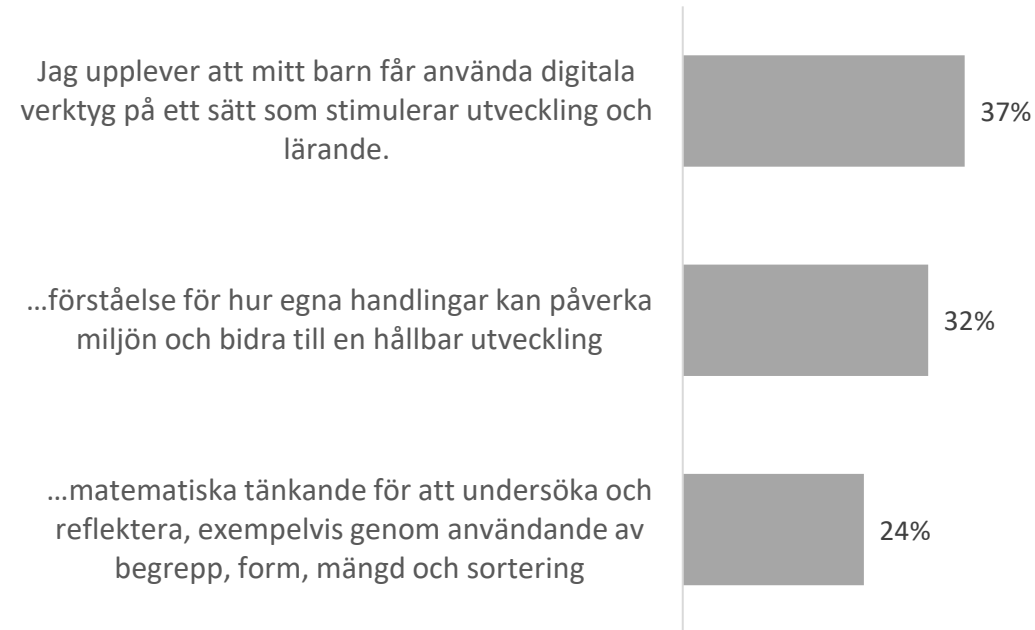 Jag upplever att mitt barn får använda digitala
verktyg på ett sätt som stimulerar utveckling och
lärande.
37%
…förståelse för hur egna handlingar kan påverka
miljön och bidra till en hållbar utveckling
32%
…matematiska tänkande för att undersöka och
reflektera, exempelvis genom användande av
begrepp, form, mängd och sortering
24%